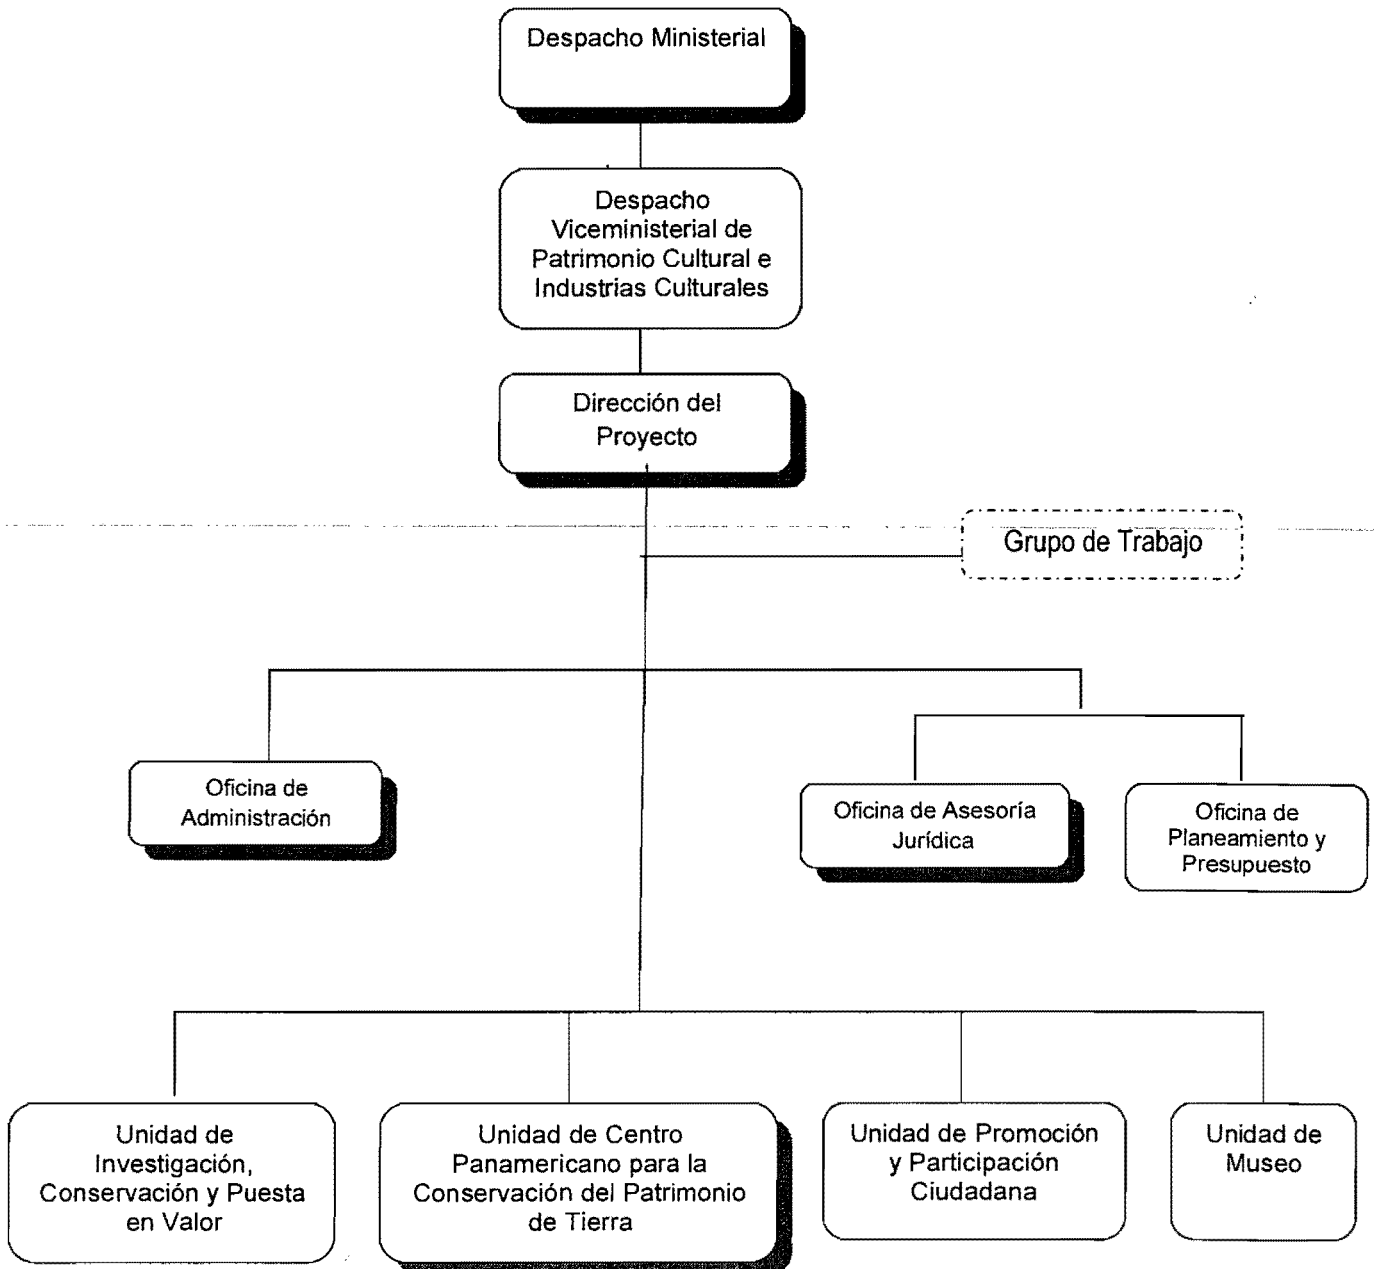 Despacho Ministerial
Despacho
Viceministerial de
Patrimonio Cultural e
Industrias Culturales
Dirección del
Proyecto
Grupo de Trabajo
Oficina de
Administración
Oficina de Asesoría
Jurídica
Oficina de
Planeamiento y
Presupuesto
Unidad de
Investigación,
Conservación y Puesta
en Valor
Unidad de Centro
Panamericano para la
Conservación del Patrimonio
de Tierra
Unidad de Promoción
y Participación
Ciudadana
Unidad de
Museo